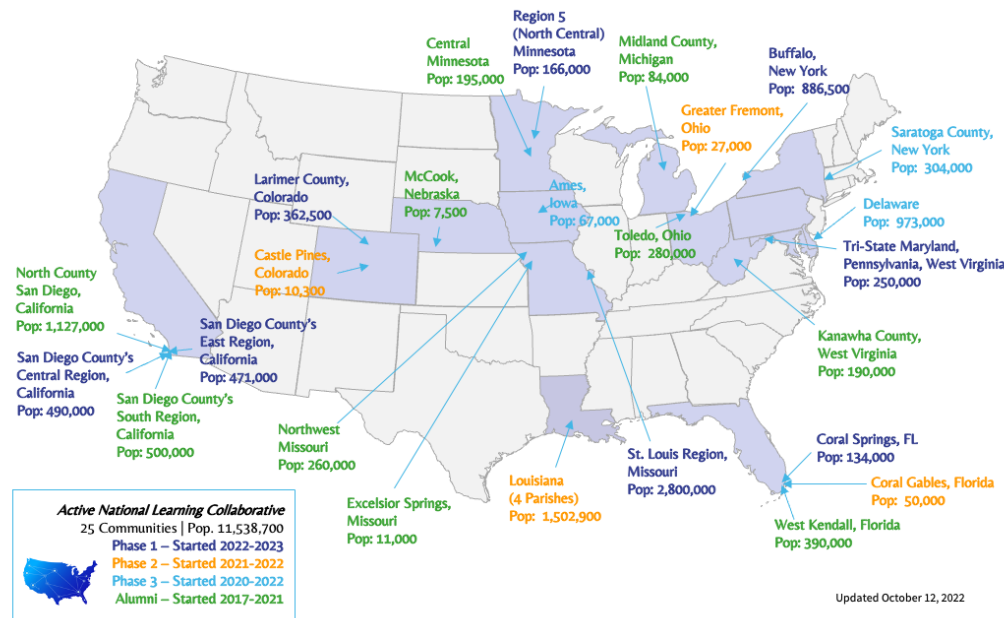 Region 5
(North Central)
Minnesota
Pop: 166,000
Central
Minnesota
Pop: 195,000
Midland County,
Michigan
Pop: 84,000
Buffalo,
New York
Pop:  886,500
Greater Fremont,
Ohio
Pop: 27,000
Saratoga County,
New York
Pop:  304,000
Larimer County,
Colorado
Pop: 362,500
McCook,
Nebraska
Pop: 7,500
Ames,
Iowa
Pop: 67,000
Delaware
Pop:  973,000
Toledo, Ohio
Pop: 280,000
Tri-State Maryland,
Pennsylvania, West Virginia
Pop: 250,000
Castle Pines,
Colorado
Pop: 10,300
North County
San Diego,
California
Pop: 1,127,000
San Diego County's
East Region,
California
Pop: 471,000
San Diego County's
Central Region,
California
Pop: 490,000
San Diego County's
South Region,
California
Pop: 500,000
Kanawha County,
West Virginia
Pop: 190,000
Northwest
Missouri
Pop: 260,000
Excelsior Springs,
Missouri
Pop: 11,000
Louisiana
(4 Parishes)
Pop: 1,502,900
St. Louis Region,
Missouri
Pop: 2,800,000
Coral Springs, FL
Pop: 134,000
Coral Gables, Florida
Pop: 50,000
West Kendall, Florida
Pop: 390,000
Active National Learning Collaborative
25 Communities | Pop. 11,538,700
Phase 1 – Started 2022-2023
Phase 2 – Started 2021-2022
Phase 3 – Started 2020-2022
Alumni – Started 2017-2021
Updated October 12, 2022